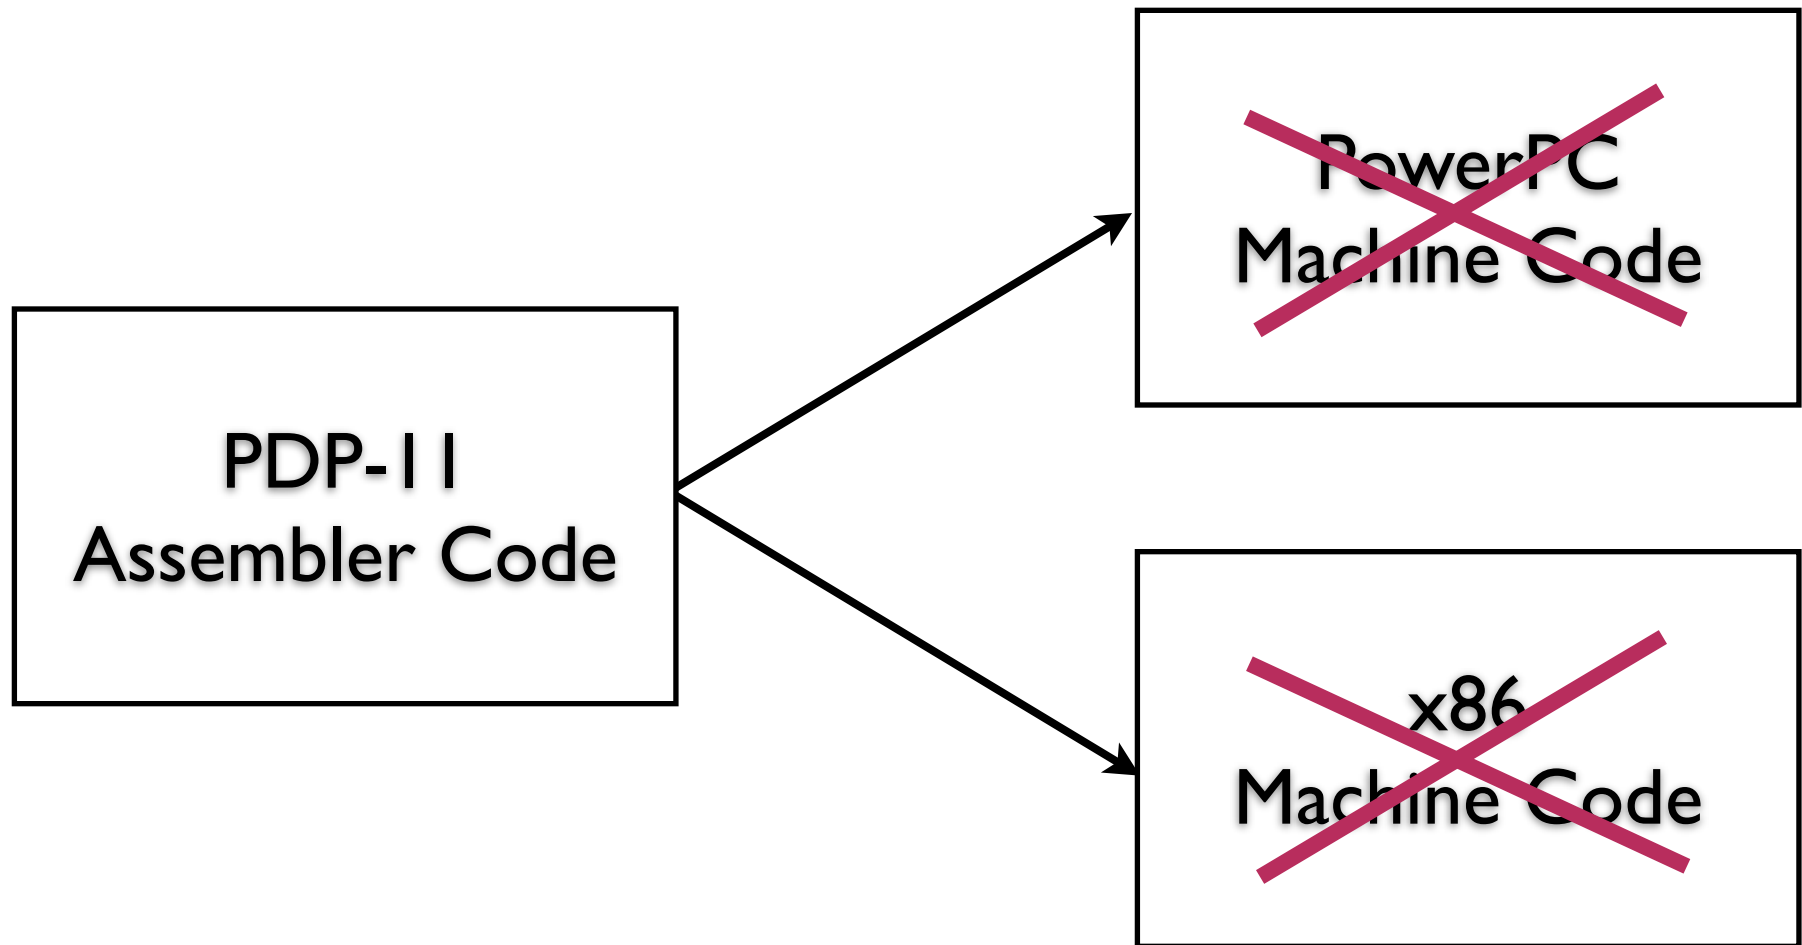 PowerPC
Machine Code
PDP-11
Assembler Code
x86
Machine Code